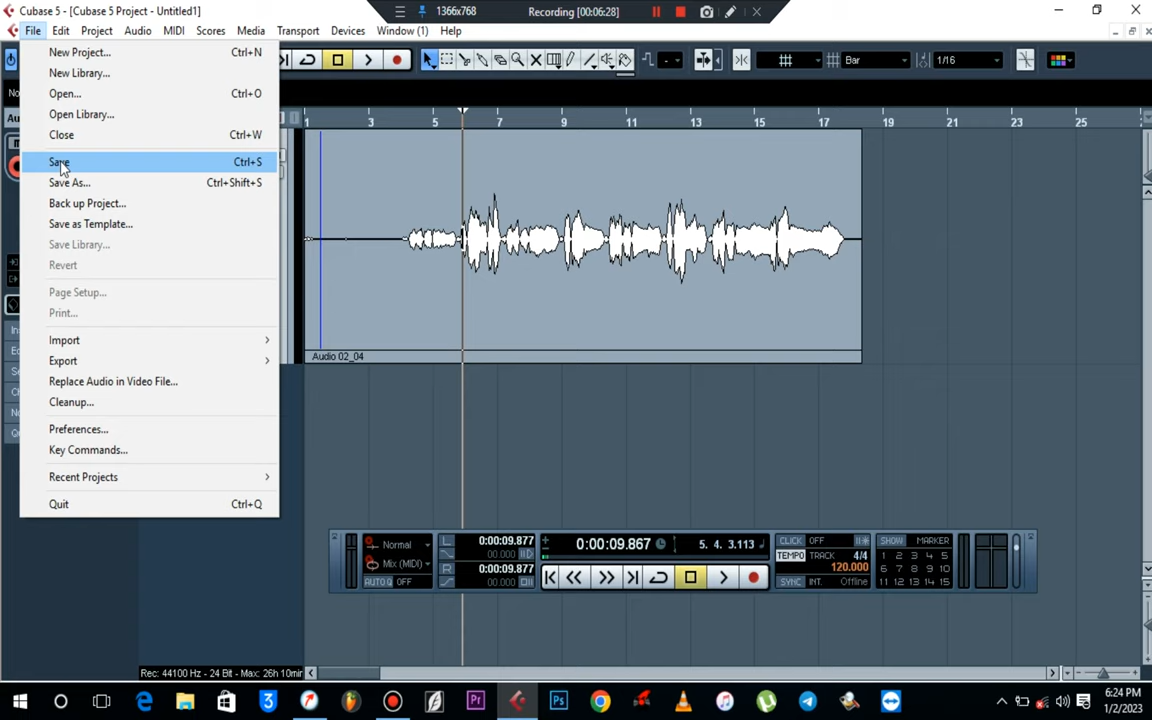 Cubase 5 - [Cubase 5 Project - Untitled1]
1366x768
Recording [00:06:28]
File Edit Project Audio MIDI Scores Media Transport Devices Window (1) Help
New Project... Ctrl+N
Bar
1/16
New Library...
Open... Ctrl+O
Open Library...
1 3 5 7 9 11 13 15 17 19 21 23 25
Close Ctrl+W
Save Ctrl+S
Save As... Ctrl+Shift+S
Back up Project...
Save as Template...
Save Library...
Revert
Page Setup...
Print...
Import
Audio 02_04
Export
Replace Audio in Video File...
Cleanup...
Preferences...
Key Commands...
Recent Projects
Quit Ctrl+Q
Normal
L 0:00:09.877
0:00:09.867
5. 4. 3.113
CLICK OFF
SHOW MARKER
00.000
TEMPO TRACK 4/4
1 2 3 4 5
Mix (MIDI)
R 0:00:09.877
120.000
6 7 8 9 10
AUTO Q OFF
00.000
SYNC INT. Offline
11 12 13 14 15
Rec: 44100 Hz - 24 Bit - Max: 26h 10min
Pr
Ps
6:24 PM
1/2/2023